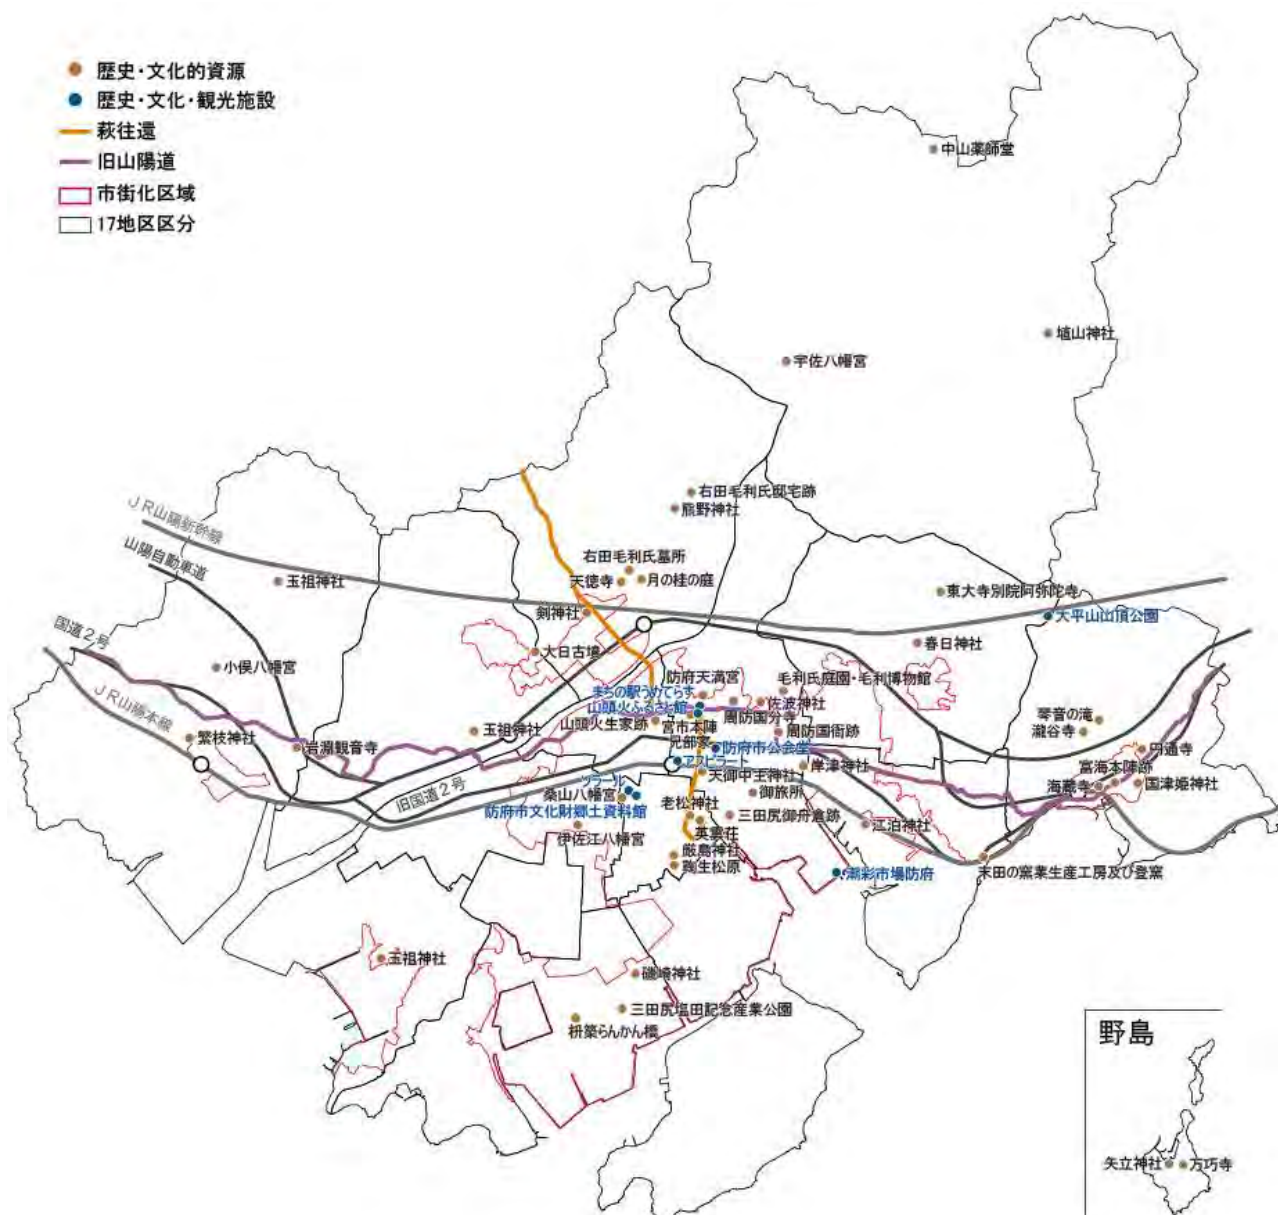 歴史・文化的資源
歴史・文化・観光施設
萩往還
旧山陽道
市街化区域
17地区区分
中山薬師堂
埴山神社
宇佐八幡宮
右田毛利氏邸宅跡
熊野神社
JR山陽新幹線
山陽自動車道
右田毛利氏墓所
天徳寺
月の桂の庭
玉祖神社
東大寺別院阿弥陀寺
剣神社
大平山山頂公園
国道2号
春日神社
大日古墳
小俣八幡宮
防府天満宮
毛利氏庭園・毛利博物館
まちの駅うめてらす
JR山陽本線
山頭火ふるさと館
佐波神社
周防国分寺
琴音の滝
山頭火生家跡
宮市本陣
兄部家
玉祖神社
周防国衙跡
瀧谷寺
繁枝神社
岩淵観音寺
防府市公会堂
円通寺
アスピラート
岸津神社
富海本陣跡
天御中主神社
国津姫神社
海蔵寺
ソラール
旧国道2号
桑山八幡宮
御旅所
防府市文化財郷土資料館
老松神社
三田尻御舟倉跡
江泊神社
伊佐江八幡宮
英雲荘
厳島神社
鞠生松原
末田の窯業生産工房及び登窯
潮彩市場防府
玉祖神社
磯崎神社
三田尻塩田記念産業公園
枡築らんかん橋
野島
矢立神社
万巧寺